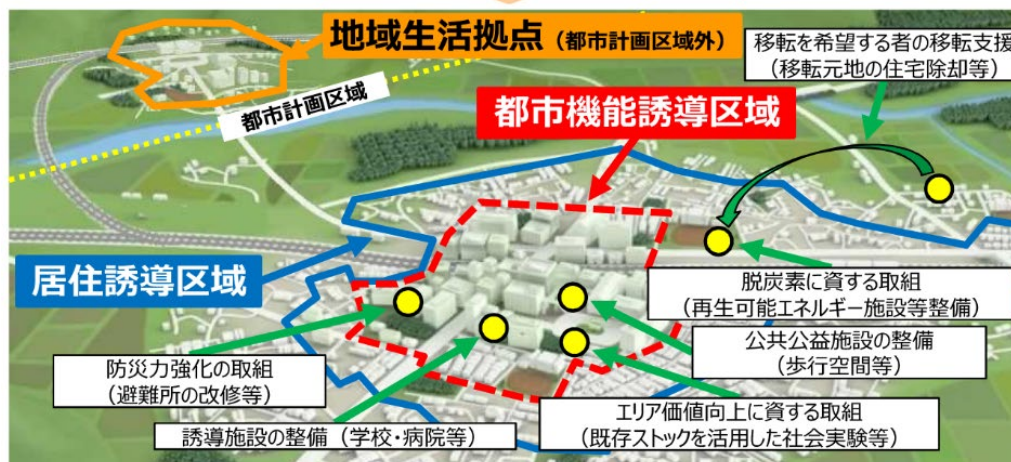 地域生活拠点（都市計画区域外）
移転を希望する者の移転支援
（移転元地の住宅除却等）
都市計画区域
都市機能誘導区域
居住誘導区域
脱炭素に資する取組
（再生可能エネルギー施設等整備）
公共公益施設の整備
（歩行空間等）
防災力強化の取組
（避難所の改修等）
エリア価値向上に資する取組
（既存ストックを活用した社会実験等）
誘導施設の整備（学校・病院等）